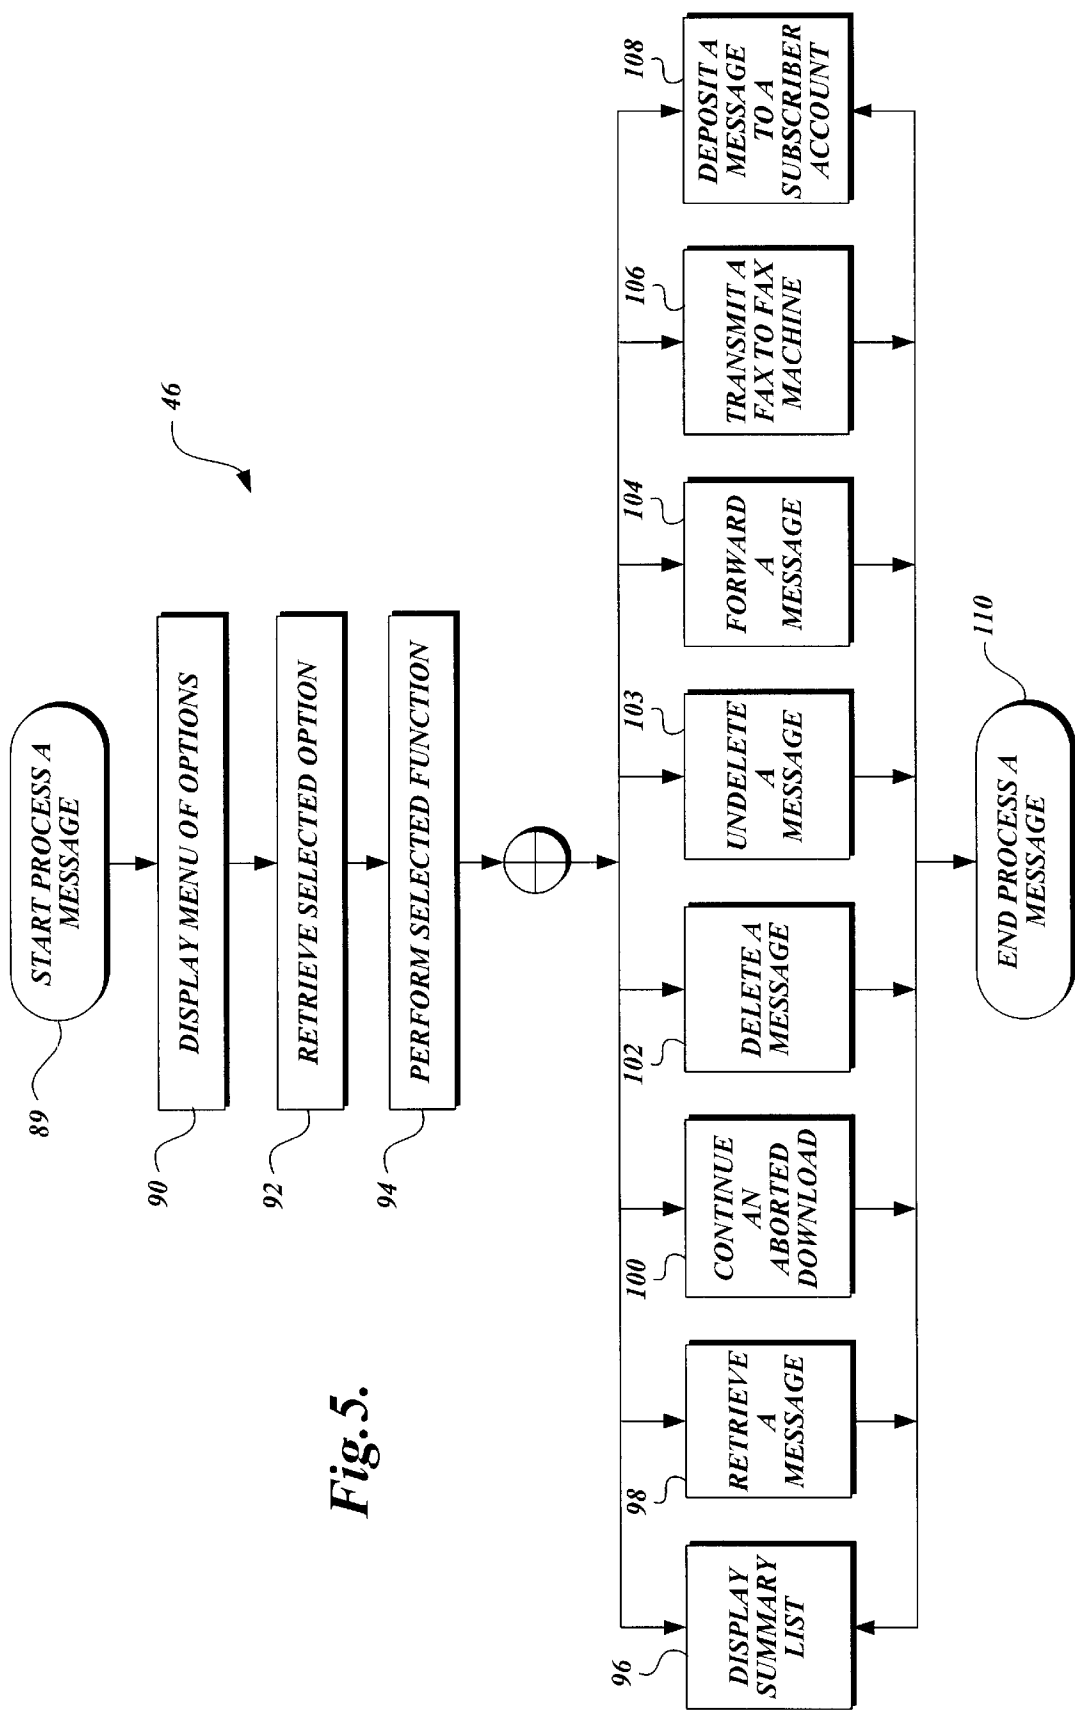 START PROCESS A
MESSAGE
89
DISPLAY MENU OF OPTIONS
90
46
RETRIEVE SELECTED OPTION
92
PERFORM SELECTED FUNCTION
94
Fig.5.
96
DISPLAY
SUMMARY
LIST
98
RETRIEVE
A
MESSAGE
100
CONTINUE
AN
ABORTED
DOWNLOAD
102
DELETE A
MESSAGE
103
UNDELETE
A
MESSAGE
104
FORWARD
A
MESSAGE
106
TRANSMIT A
FAX TO FAX
MACHINE
108
DEPOSIT A
MESSAGE
TO A
SUBSCRIBER
ACCOUNT
END PROCESS A
MESSAGE
110